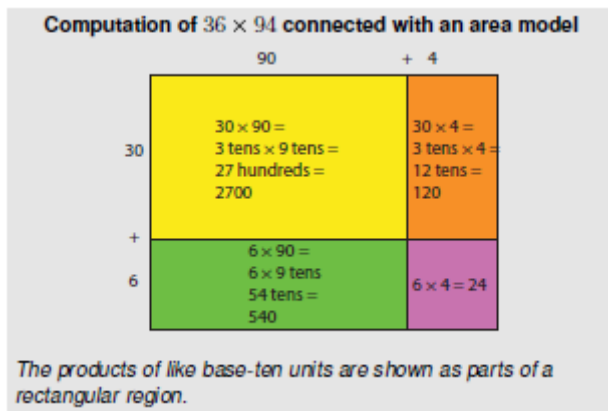 Computation of 36 × 94 connected with an area model
90 + 4
30 × 90 =
3 tens × 9 tens =
27 hundreds =
2700
30 × 4 =
3 tens × 4 =
12 tens =
120
30
+
6
6 × 90 =
6 × 9 tens
54 tens =
540
6 × 4 = 24
The products of like base-ten units are shown as parts of a
rectangular region.